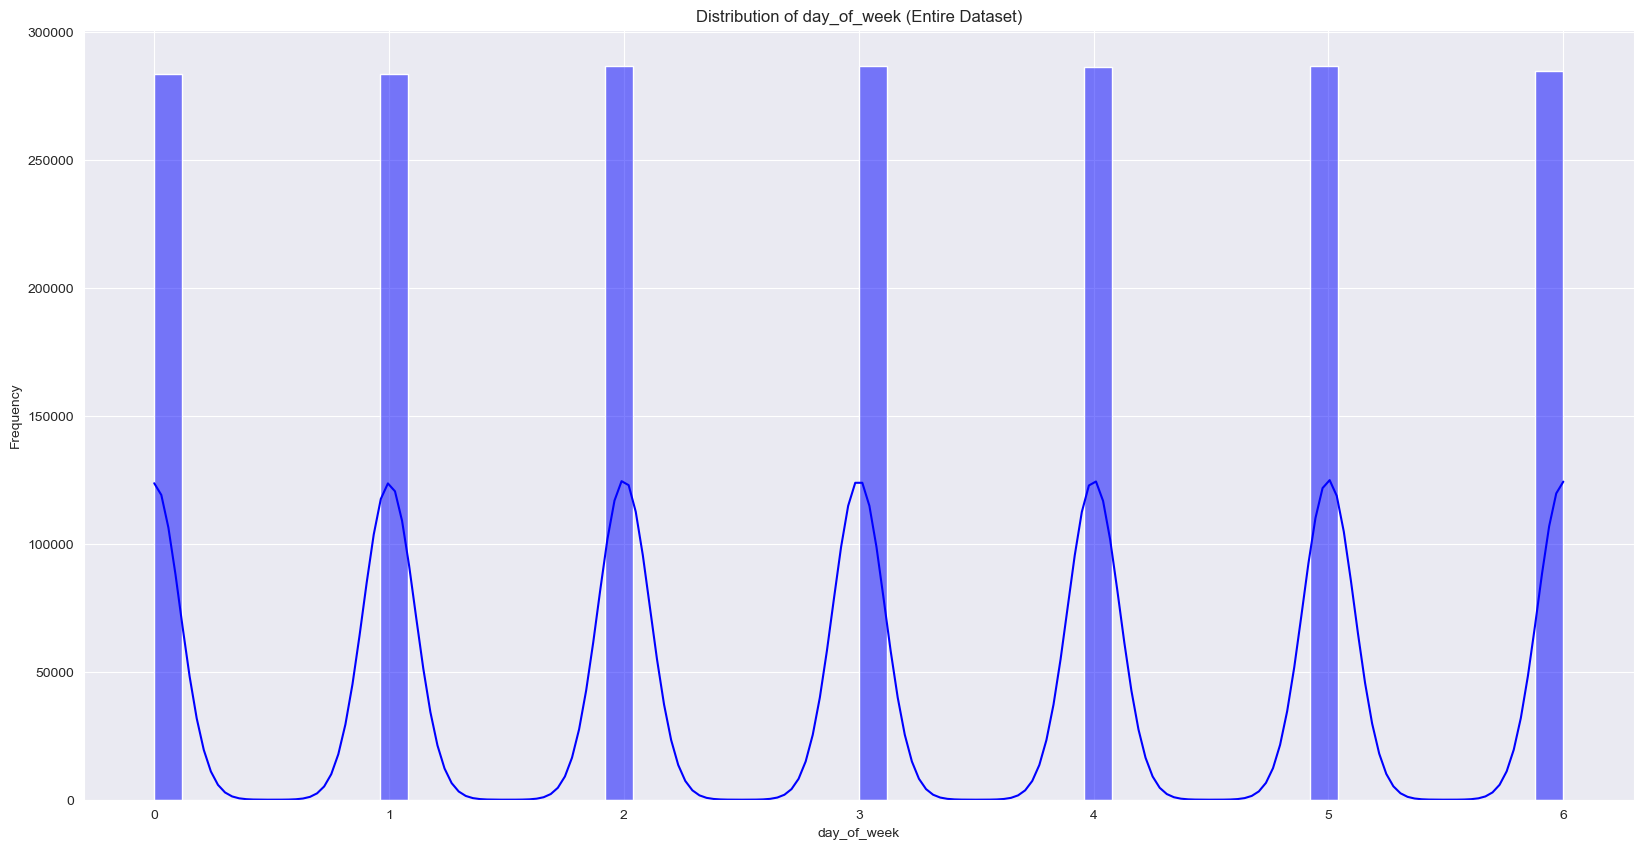 Distribution of day_of_week (Entire Dataset)
300000
250000
200000
150000
100000
50000
0
Frequency
0 1 2 3 4 5 6
day_of_week